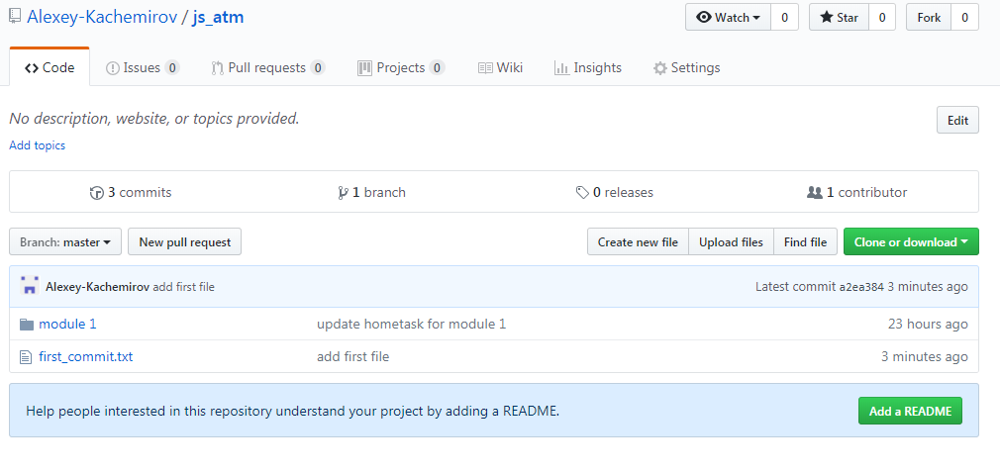 Alexey-Kachemirov / js_atm Watch 0 Star 0 Fork 0
Code Issues 0 Pull requests 0 Projects 0 Wiki Insights Settings
No description, website, or topics provided. Edit
Add topics
3 commits 1 branch 0 releases 1 contributor
Branch: master New pull request Create new file Upload files Find file Clone or download
Alexey-Kachemirov add first file Latest commit a2ea384 3 minutes ago
module 1 update hometask for module 1 23 hours ago
first_commit.txt add first file 3 minutes ago
Help people interested in this repository understand your project by adding a README. Add a README